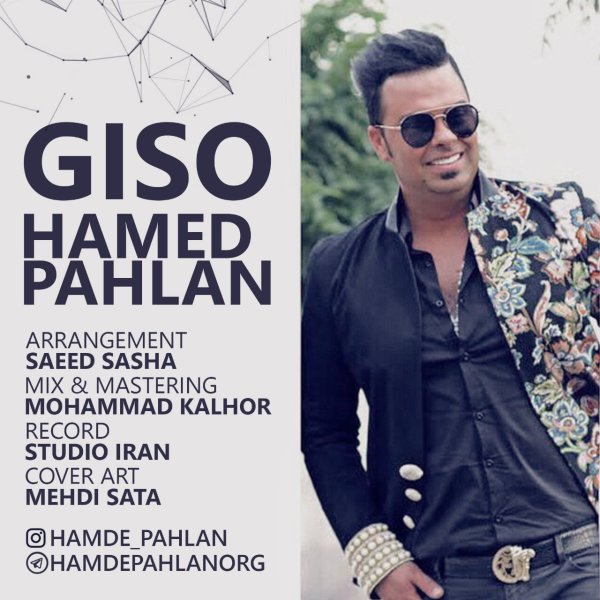 GISO
HAMED
PAHLAN
ARRANGEMENT
SAEED SASHA
MIX & MASTERING
MOHAMMAD KALHOR
RECORD
STUDIO IRAN
COVER ART
MEHDI SATA
HAMDE_PAHLAN
HAMDEPAHLANORG